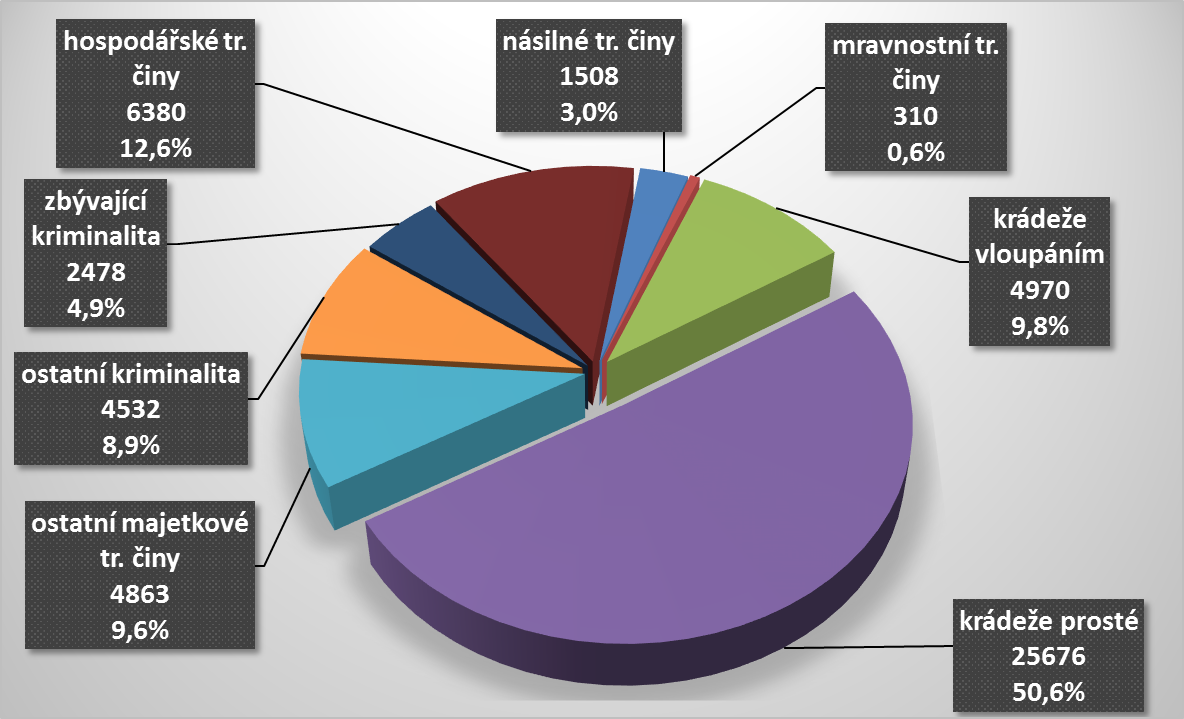 hospodářské tr.
činy
6380
12,6%
násilné tr. činy
1508
3,0%
mravnostní tr.
činy
310
0,6%
zbývající
kriminalita
2478
4,9%
krádeže
vloupáním
4970
9,8%
ostatní kriminalita
4532
8,9%
ostatní majetkové
tr. činy
4863
9,6%
krádeže prosté
25676
50,6%